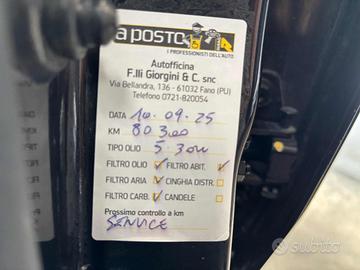 a posto
I PROFESSIONISTI DELL'AUTO
Autofficina
F.lli Giorgini & C. snc
Via Bellandra, 136 - 61032 Fano (PU)
Telefono 0721-820054
DATA 10.09.25
KM 80.300
TIPO OLIO 5.30W
FILTRO OLIO FILTRO ABIT.
FILTRO ARIA CINGHIA DISTR.
FILTRO CARB. CANDELE
Prossimo controllo a km
SERVICE
subito